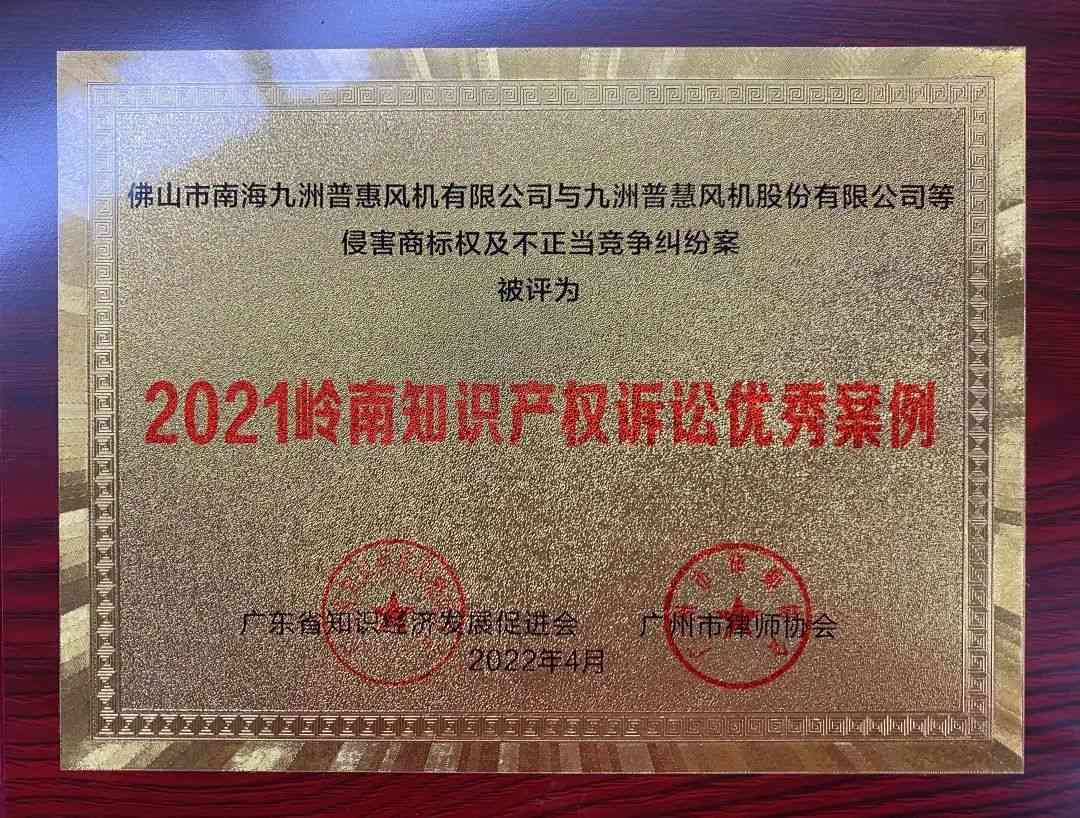 佛山市南海九洲普惠风机有限公司与九洲普慧风机股份有限公司等
侵害商标权及不正当竞争纠纷案
被评为
2021岭南知识产权诉讼优秀案例
广东省知识经济发展促进会 广州市律师协会
2022年4月